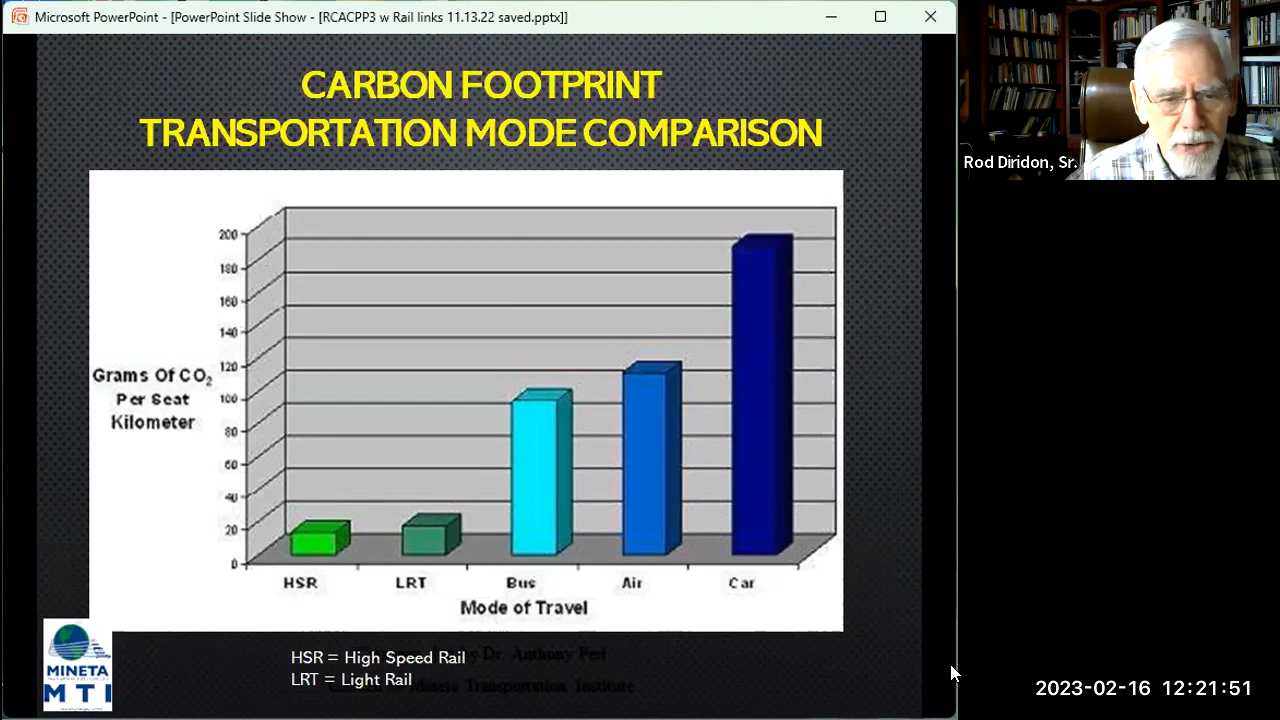 Microsoft PowerPoint - [PowerPoint Slide Show - [RCACPP3 w Rail links 11.13.22 saved.pptx]]
CARBON FOOTPRINT
TRANSPORTATION MODE COMPARISON
Rod Diridon, Sr.
200
180
160
140
120
100
80
60
40
20
0
Grams Of CO₂
Per Seat
Kilometer
HSR LRT Bus Air Car
Mode of Travel
HSR = High Speed Rail
by Dr. Anthony Perl
LRT = Light Rail
Mineta Transportation Institute
MINETA
MTI
2023-02-16 12:21:51